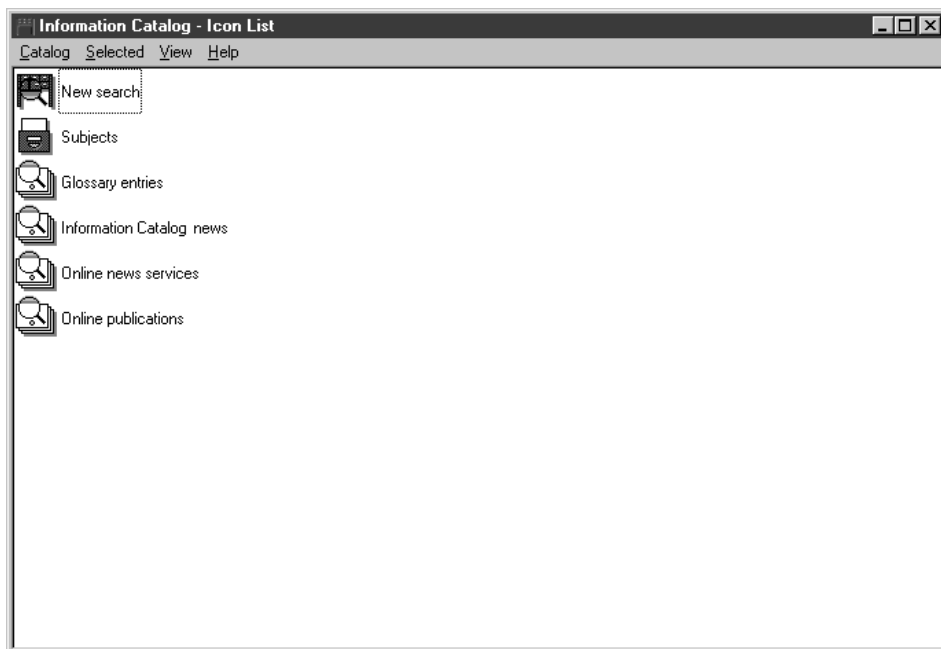 Information Catalog - Icon List
Catalog Selected View Help
New search
Subjects
Glossary entries
Information Catalog news
Online news services
Online publications